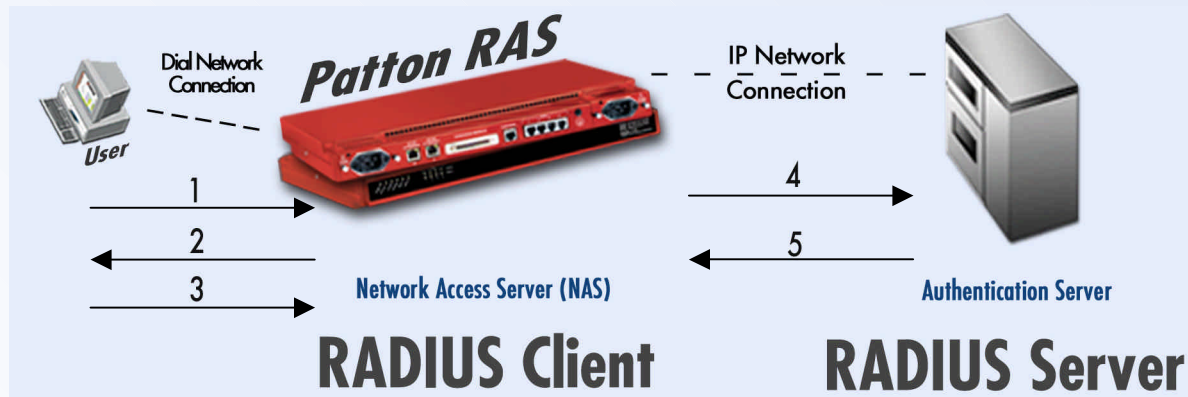 Dial Network
Connection
Patton RAS
IP Network
Connection
User
1
2
3
4
5
Network Access Server (NAS)
Authentication Server
RADIUS Client
RADIUS Server